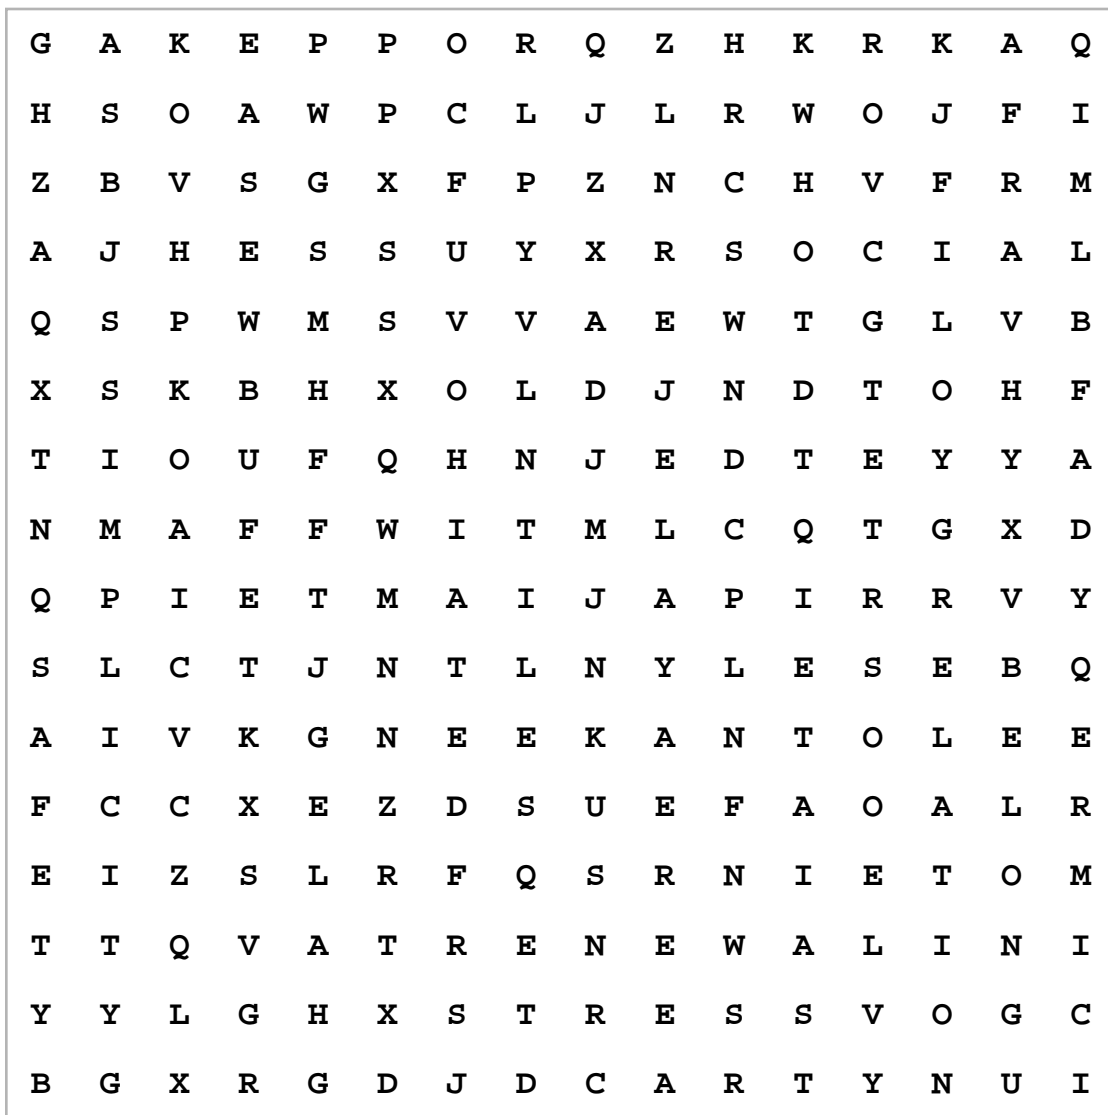 G A K E P P O R Q Z H K R K A Q
H S O A W P C L J L R W O J F I
Z B V S G X F P Z N C H V F R M
A J H E S S U Y X R S O C I A L
Q S P W M S V V A E W T G L V B
X S K B H X O L D J N D T O H F
T I O U F Q H N J E D T E Y Y A
N M A F F W I T M L C Q T G X D
Q P I E T M A I J A P I R R V Y
S L C T J N T L N Y L E S E B Q
A I V K G N E E K A N T O L E E
F C C X E Z D S U E F A O A L R
E I Z S L R F Q S R N I E T O M
T T Q V A T R E N E W A L I N I
Y Y L G H X S T R E S S V O G C
B G X R G D J D C A R T Y N U I